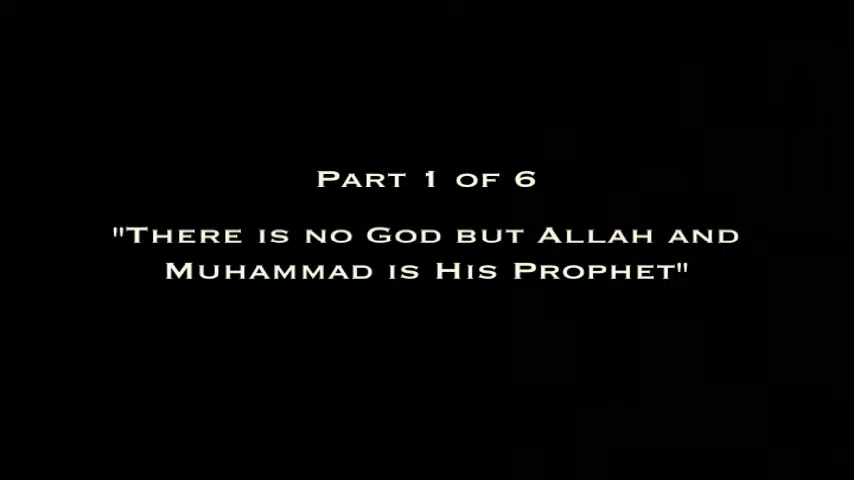 Part 1 of 6
"There is no God but Allah and
Muhammad is His Prophet"